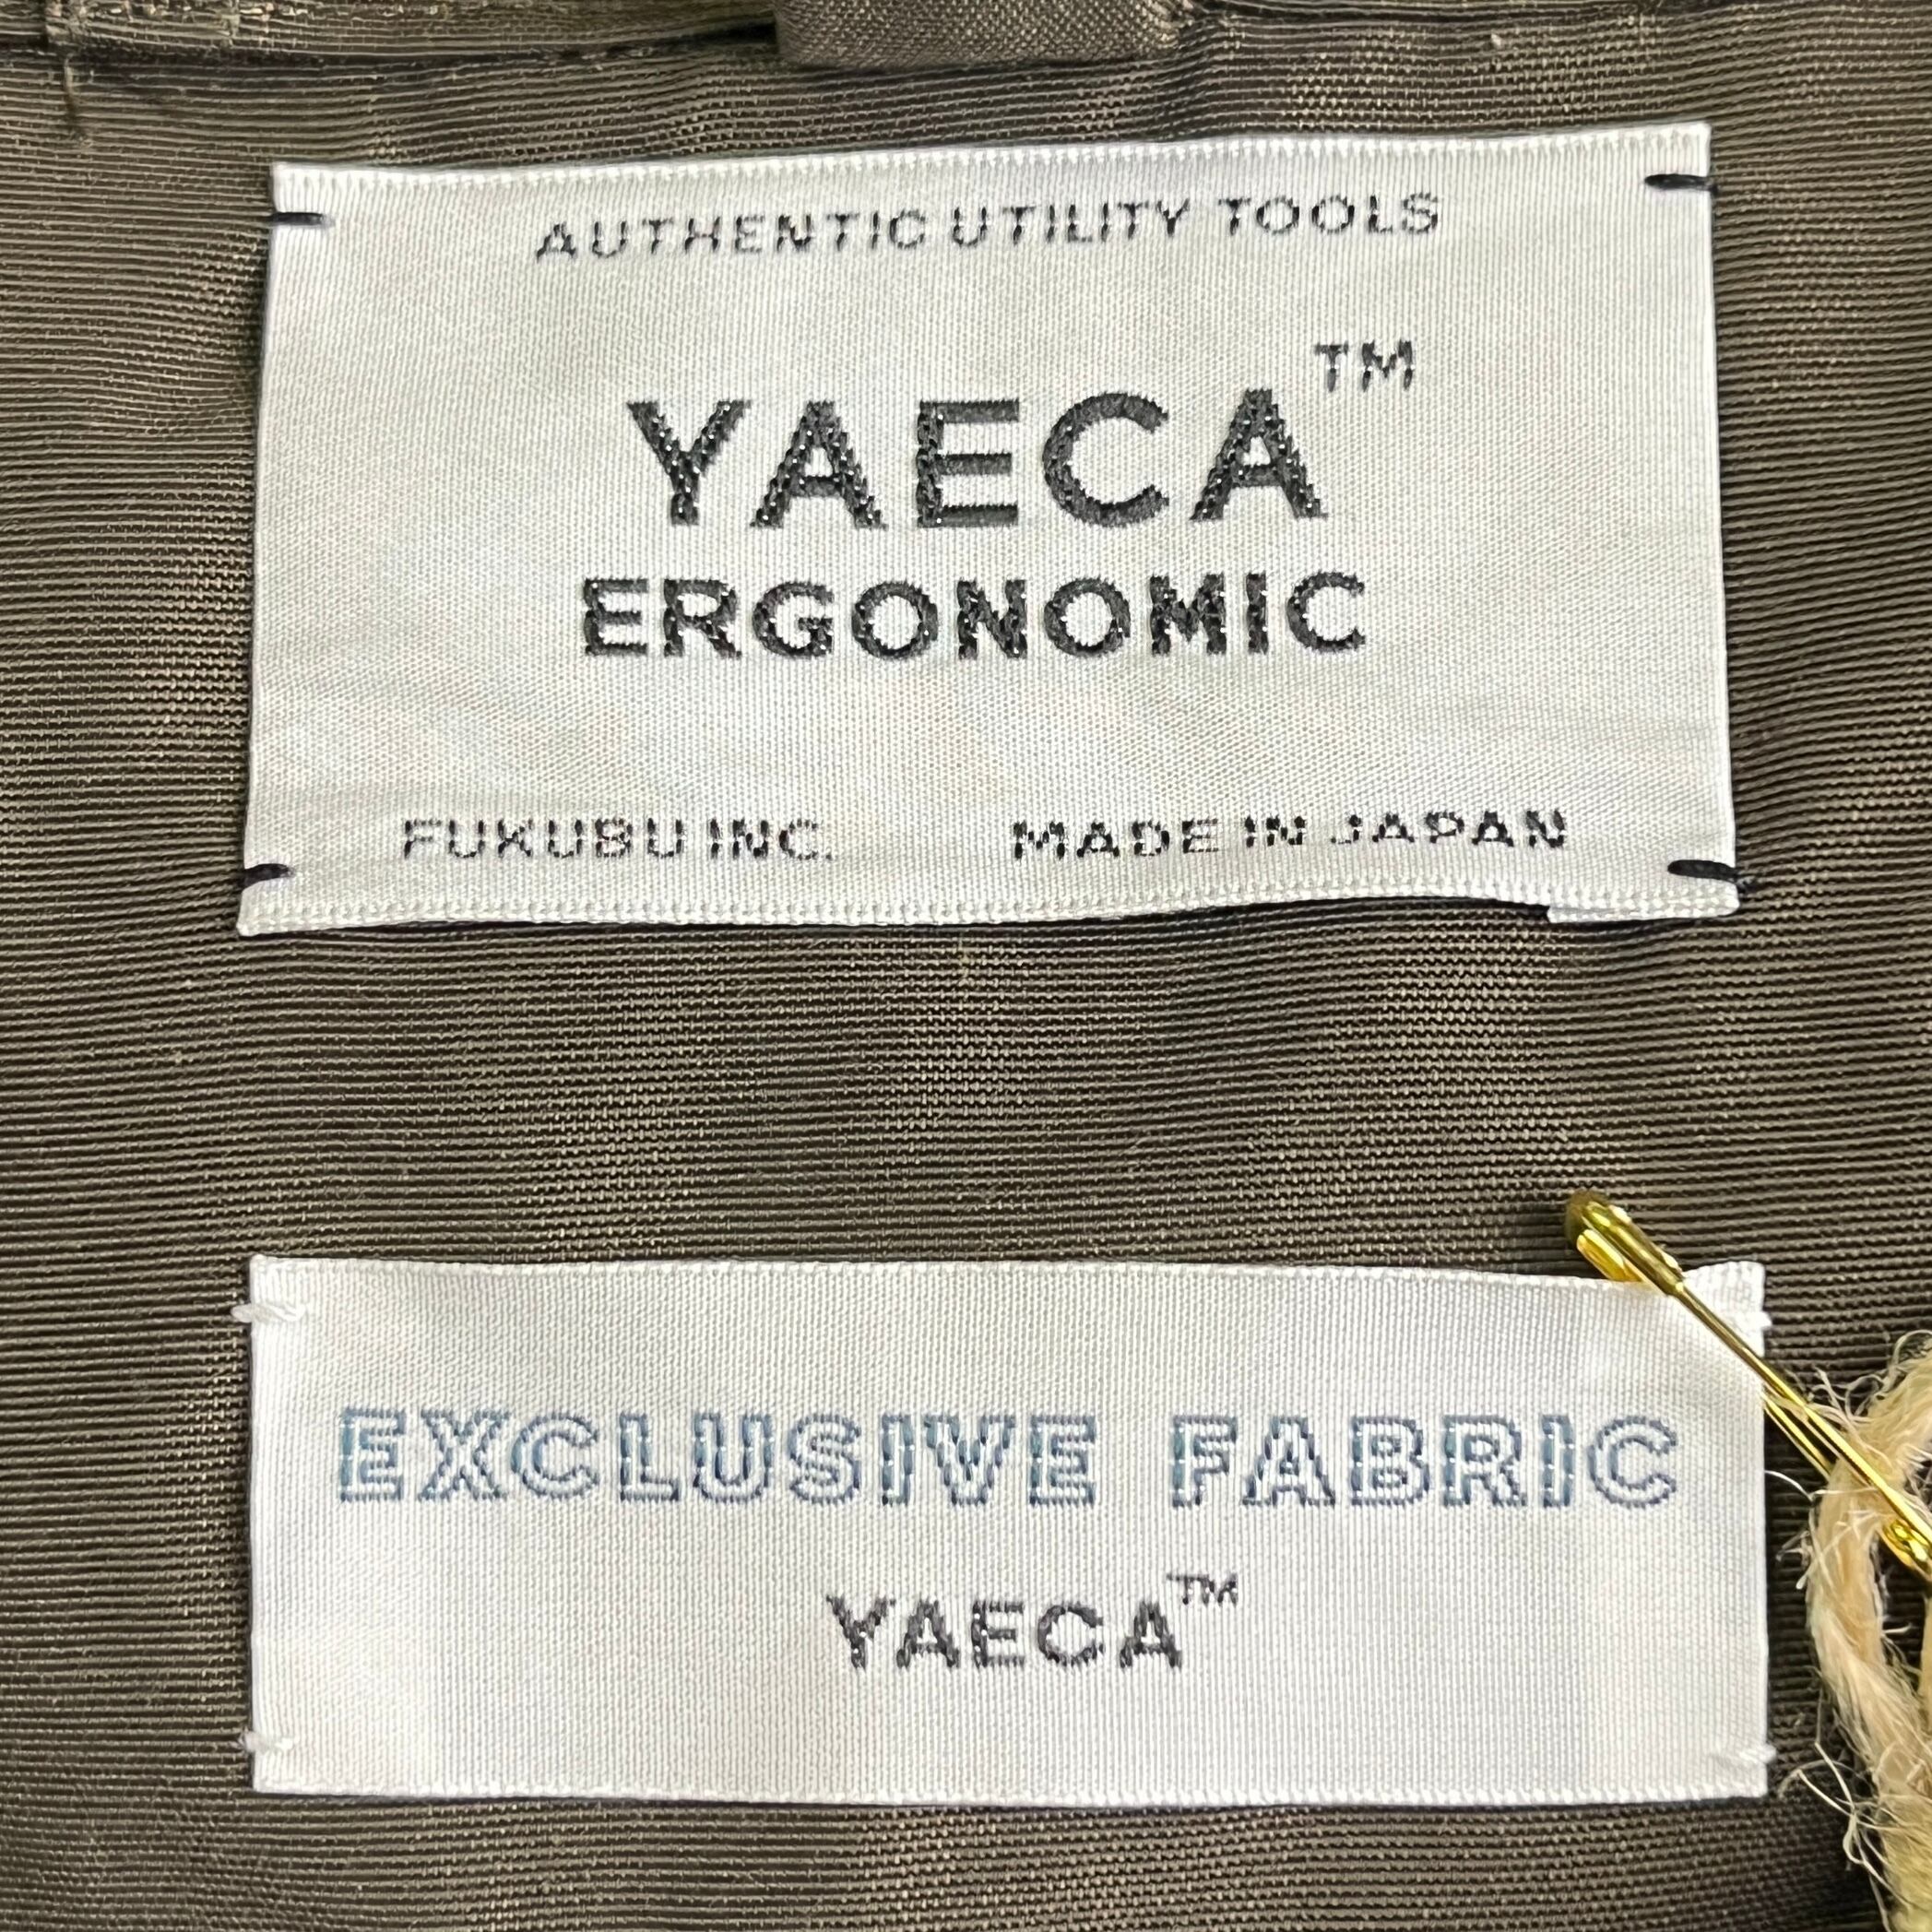 AUTHENTIC UTILITY TOOLS
YAECA™
ERGONOMIC
FUKUBU INC. MADE IN JAPAN
EXCLUSIVE FABRIC
YAECA™